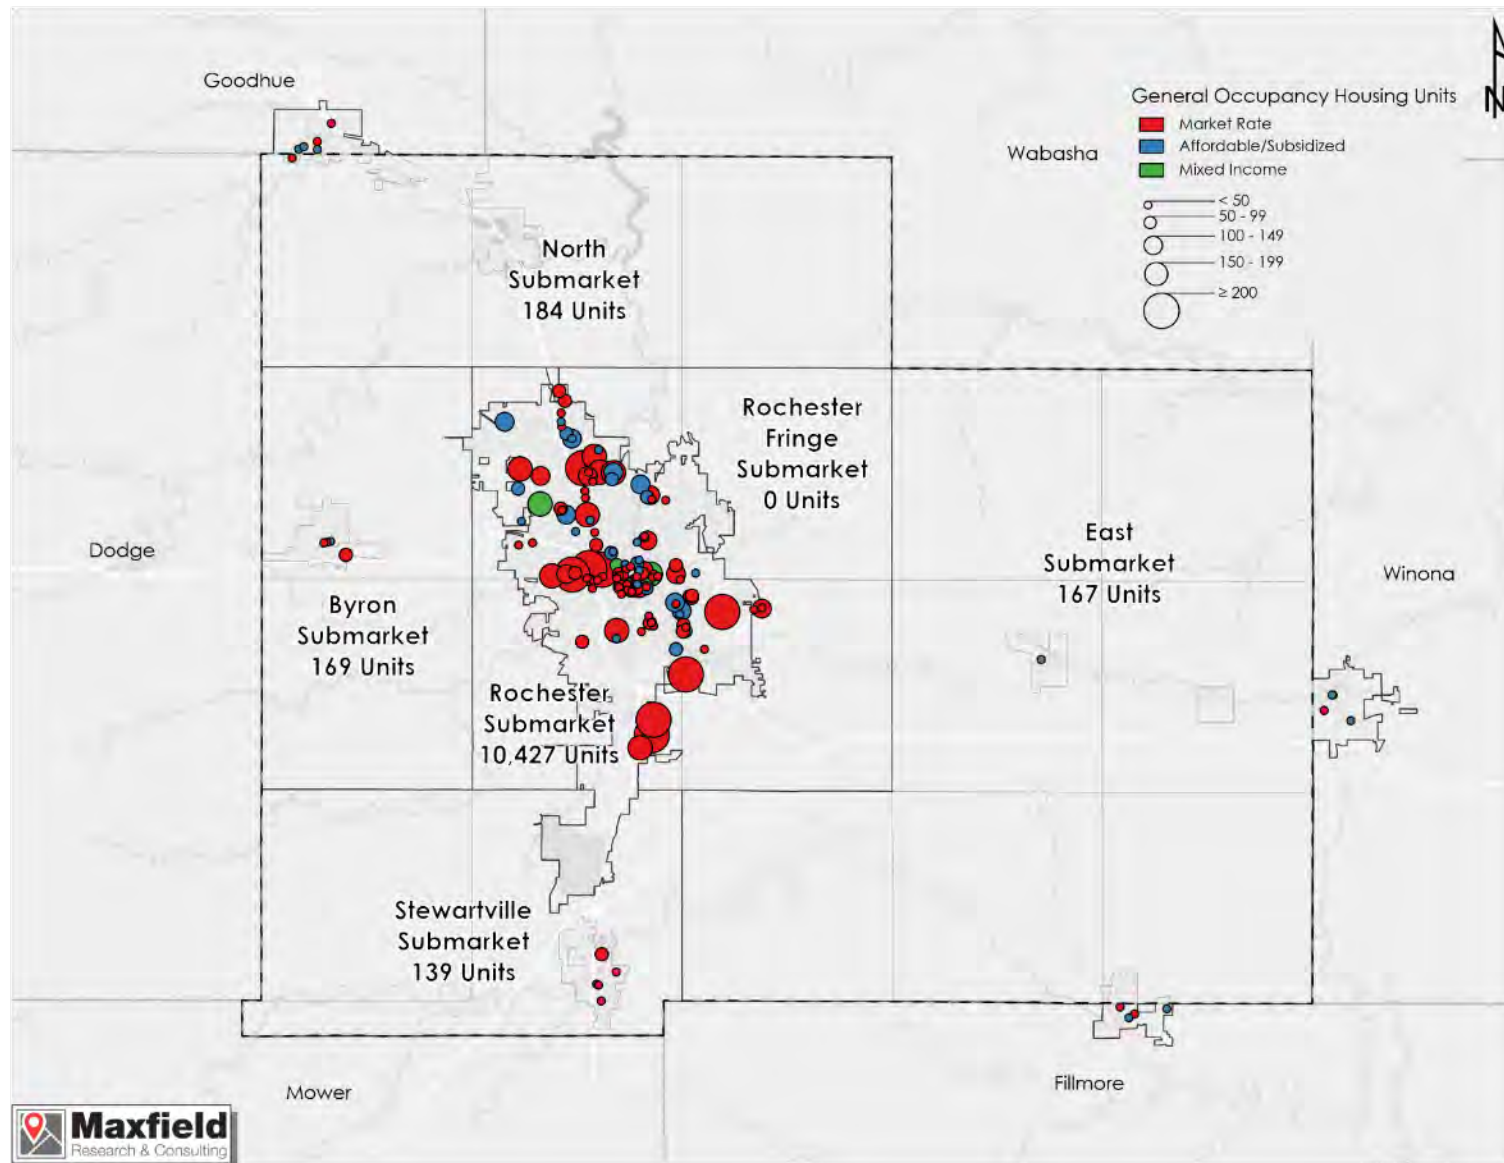 Goodhue
N
General Occupancy Housing Units
Market Rate
Affordable/Subsidized
Mixed Income
< 50
50 - 99
100 - 149
150 - 199
≥ 200
Wabasha
North
Submarket
184 Units
Rochester
Fringe
Submarket
0 Units
Dodge
East
Submarket
167 Units
Winona
Byron
Submarket
169 Units
Rochester
Submarket
10,427 Units
Stewartville
Submarket
139 Units
Mower
Fillmore
Maxfield
Research & Consulting